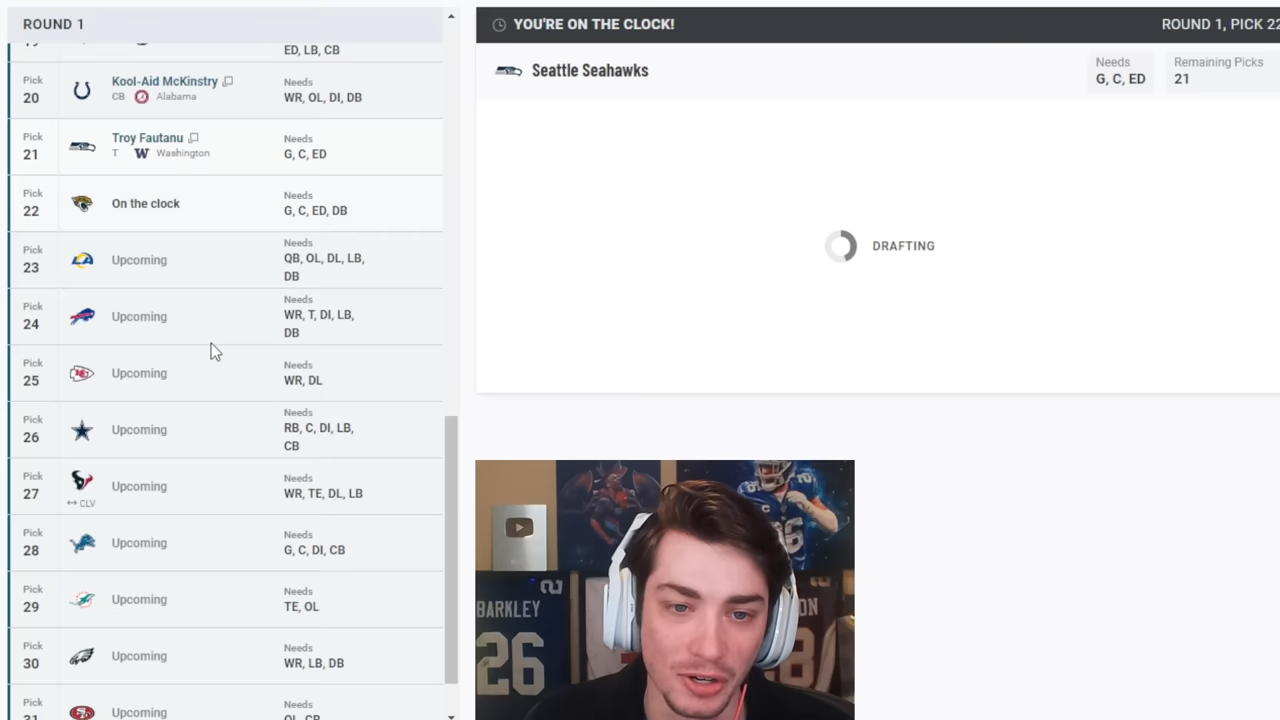 ROUND 1
ED, LB, CB
Pick
20
Kool-Aid McKinstry
CB Alabama
Needs
WR, OL, DI, DB
Pick
21
Troy Fautanu
T W Washington
Needs
G, C, ED
Pick
22
On the clock
Needs
G, C, ED, DB
Pick
23
Upcoming
Needs
QB, OL, DL, LB,
DB
Pick
24
Upcoming
Needs
WR, T, DI, LB,
DB
Pick
25
Upcoming
Needs
WR, DL
Pick
26
Upcoming
Needs
RB, C, DI, LB,
CB
Pick
27
↔ CLV
Upcoming
Needs
WR, TE, DL, LB
Pick
28
Upcoming
Needs
G, C, DI, CB
Pick
29
Upcoming
Needs
TE, OL
Pick
30
Upcoming
Needs
WR, LB, DB
Pick
Upcoming
Needs
OL, CB
YOU'RE ON THE CLOCK!
ROUND 1, PICK 22
Seattle Seahawks
Needs
G, C, ED
Remaining Picks
21
DRAFTING
BARKLEY
26
ON